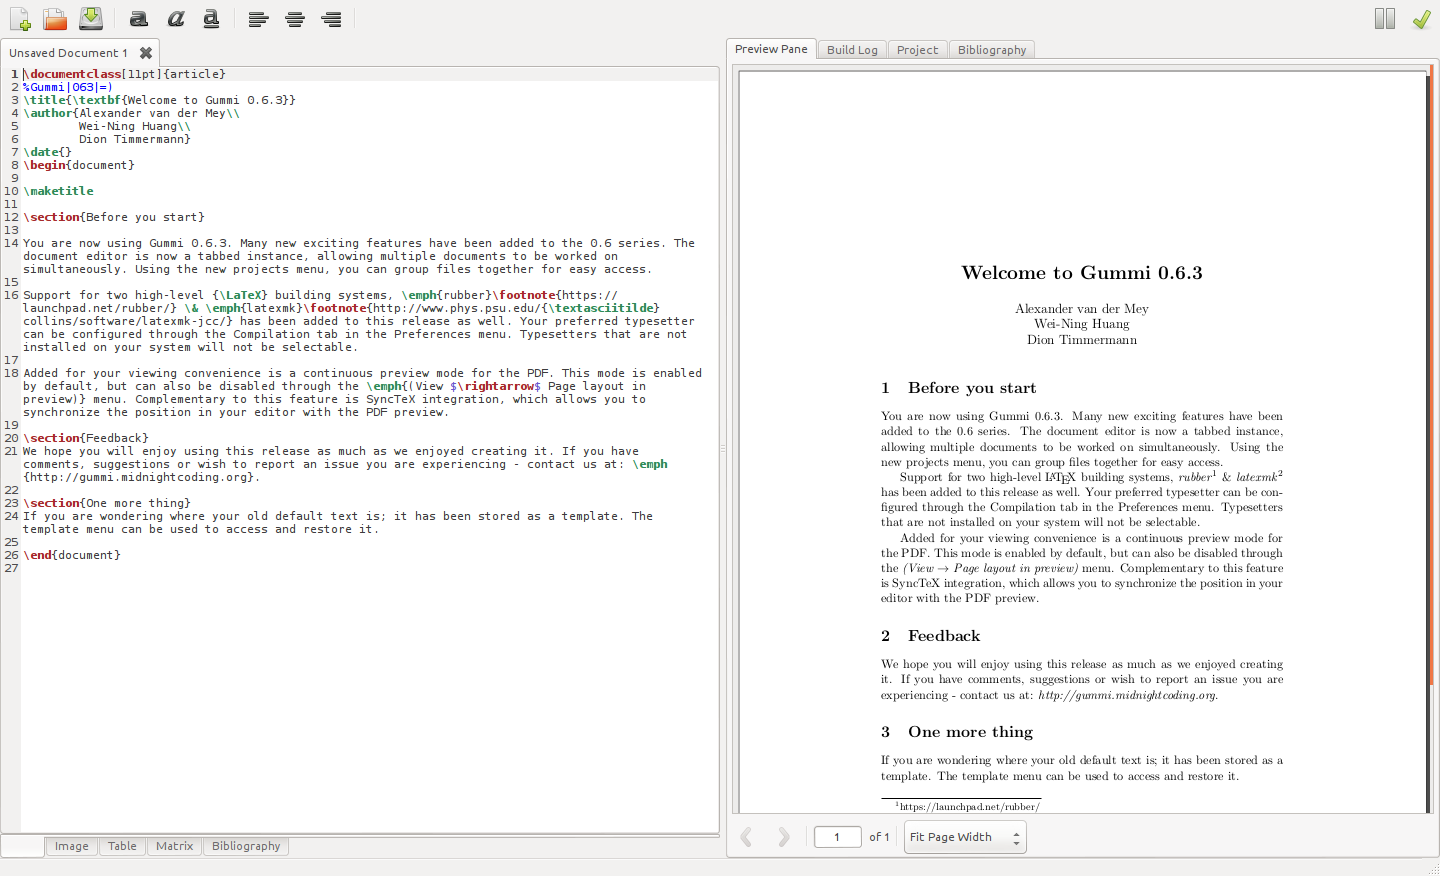 Unsaved Document 1
1 \documentclass[11pt]{article}
2 %Gummi|063|=)
3 \title{\textbf{Welcome to Gummi 0.6.3}}
4 \author{Alexander van der Mey\\
5 Wei-Ning Huang\\
6 Dion Timmermann}
7 \date{}
8 \begin{document}
9
10 \maketitle
11
12 \section{Before you start}
13
14 You are now using Gummi 0.6.3. Many new exciting features have been added to the 0.6 series. The
document editor is now a tabbed instance, allowing multiple documents to be worked on
simultaneously. Using the new projects menu, you can group files together for easy access.
15
16 Support for two high-level {\LaTeX} building systems, \emph{rubber}\footnote{https://
launchpad.net/rubber/} \& \emph{latexmk}\footnote{http://www.phys.psu.edu/{\textasciitilde}
collins/software/latexmk-jcc/} has been added to this release as well. Your preferred typesetter
can be configured through the Compilation tab in the Preferences menu. Typesetters that are not
installed on your system will not be selectable.
17
18 Added for your viewing convenience is a continuous preview mode for the PDF. This mode is enabled
by default, but can also be disabled through the \emph{(View $\rightarrow$ Page layout in
preview)} menu. Complementary to this feature is SyncTeX integration, which allows you to
synchronize the position in your editor with the PDF preview.
19
20 \section{Feedback}
21 We hope you will enjoy using this release as much as we enjoyed creating it. If you have
comments, suggestions or wish to report an issue you are experiencing - contact us at: \emph
{http://gummi.midnightcoding.org}.
22
23 \section{One more thing}
24 If you are wondering where your old default text is; it has been stored as a template. The
template menu can be used to access and restore it.
25
26 \end{document}
27
Image Table Matrix Bibliography
Preview Pane Build Log Project Bibliography
Welcome to Gummi 0.6.3
Alexander van der Mey
Wei-Ning Huang
Dion Timmermann
1 Before you start
You are now using Gummi 0.6.3. Many new exciting features have been
added to the 0.6 series. The document editor is now a tabbed instance,
allowing multiple documents to be worked on simultaneously. Using the
new projects menu, you can group files together for easy access.
Support for two high-level LATEX building systems, rubber¹ & latexmk²
has been added to this release as well. Your preferred typesetter can be con-
figured through the Compilation tab in the Preferences menu. Typesetters
that are not installed on your system will not be selectable.
Added for your viewing convenience is a continuous preview mode for
the PDF. This mode is enabled by default, but can also be disabled through
the (View → Page layout in preview) menu. Complementary to this feature
is SyncTeX integration, which allows you to synchronize the position in your
editor with the PDF preview.
2 Feedback
We hope you will enjoy using this release as much as we enjoyed creating
it. If you have comments, suggestions or wish to report an issue you are
experiencing - contact us at: http://gummi.midnightcoding.org.
3 One more thing
If you are wondering where your old default text is; it has been stored as a
template. The template menu can be used to access and restore it.
¹https://launchpad.net/rubber/
1 of 1 Fit Page Width